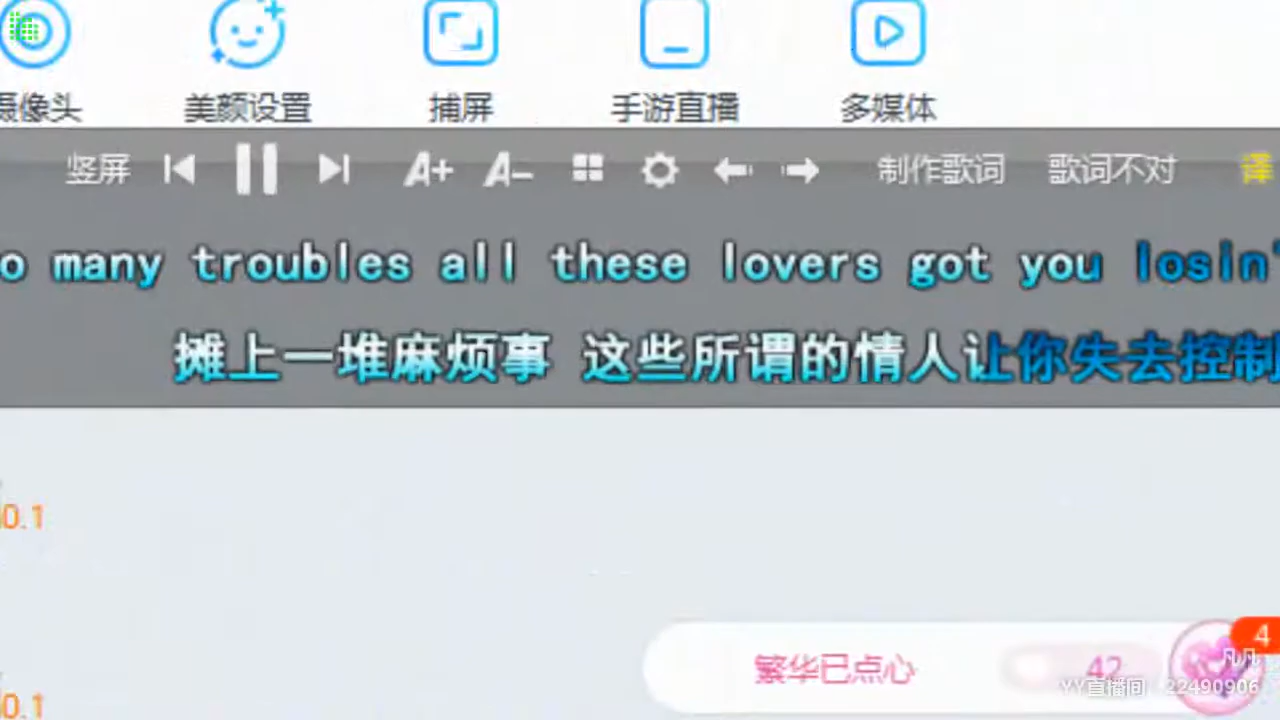 摄像头 美颜设置 捕屏 手游直播 多媒体
竖屏 A+ A- 制作歌词 歌词不对 译
o many troubles all these lovers got you losin'
摊上一堆麻烦事 这些所谓的情人让你失去控制
0.1
4
繁华已点心 42
凡凡
YY直播间 22490906
0.1